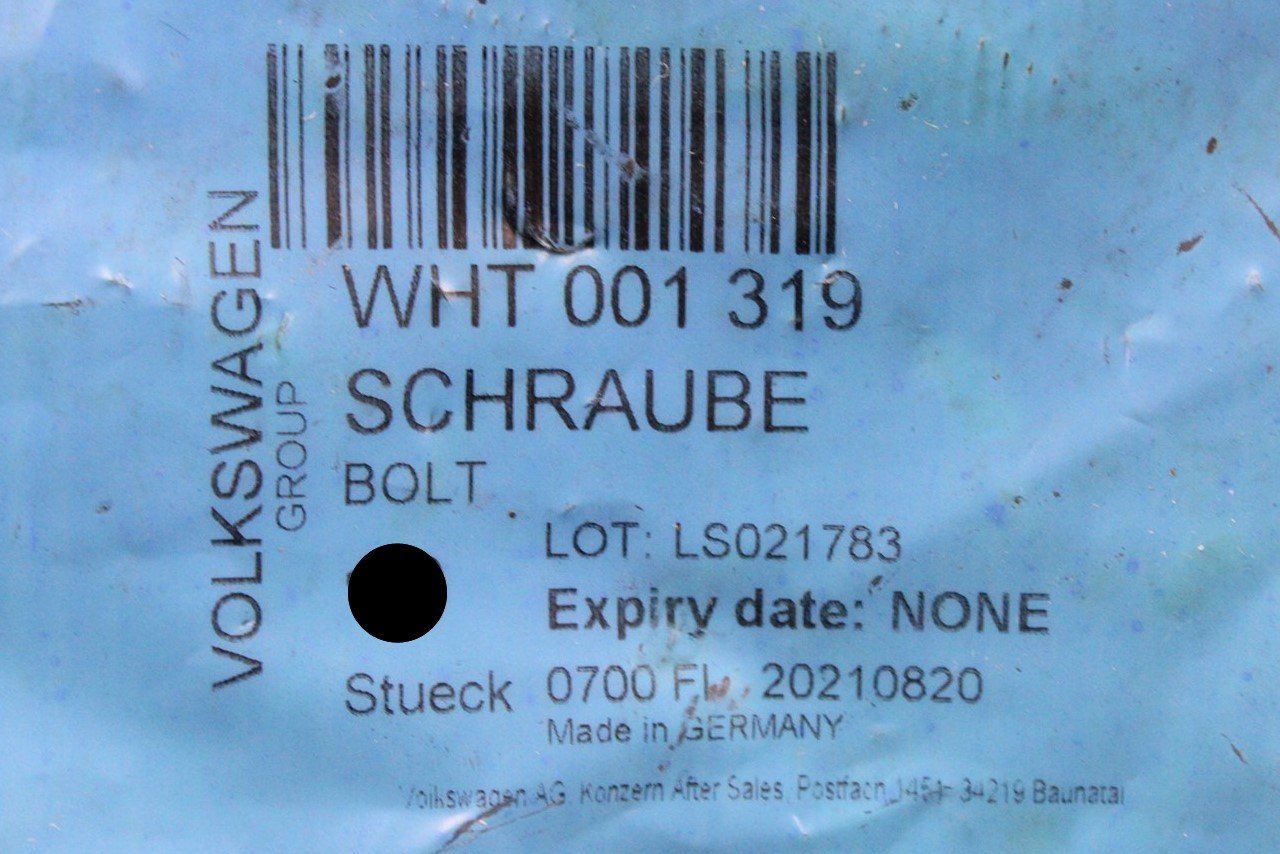 VOLKSWAGEN
GROUP
WHT 001 319
SCHRAUBE
BOLT
LOT: LS021783
Expiry date: NONE
Stueck
0700 20210820
Made in GERMANY
Volkswagen AG, Konzern After Sales, Postfach 1451 34219 Baunatal